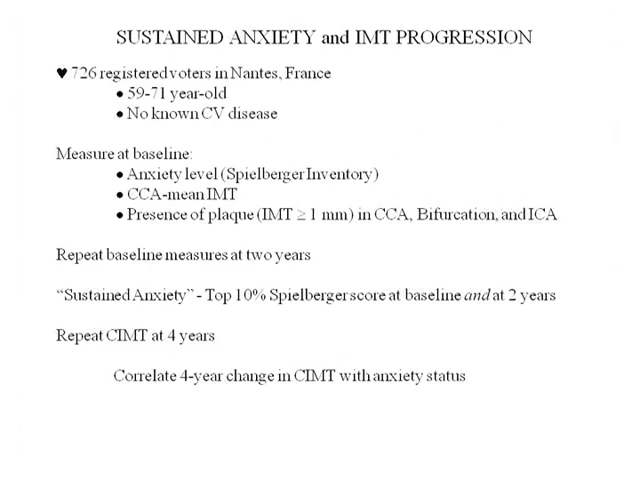 SUSTAINED ANXIETY and IMT PROGRESSION
♥ 726 registered voters in Nantes, France
• 59-71 year-old
• No known CV disease
Measure at baseline:
• Anxiety level (Spielberger Inventory)
• CCA-mean IMT
• Presence of plaque (IMT ≥ 1 mm) in CCA, Bifurcation, and ICA
Repeat baseline measures at two years
“Sustained Anxiety” - Top 10% Spielberger score at baseline and at 2 years
Repeat CIMT at 4 years
Correlate 4-year change in CIMT with anxiety status